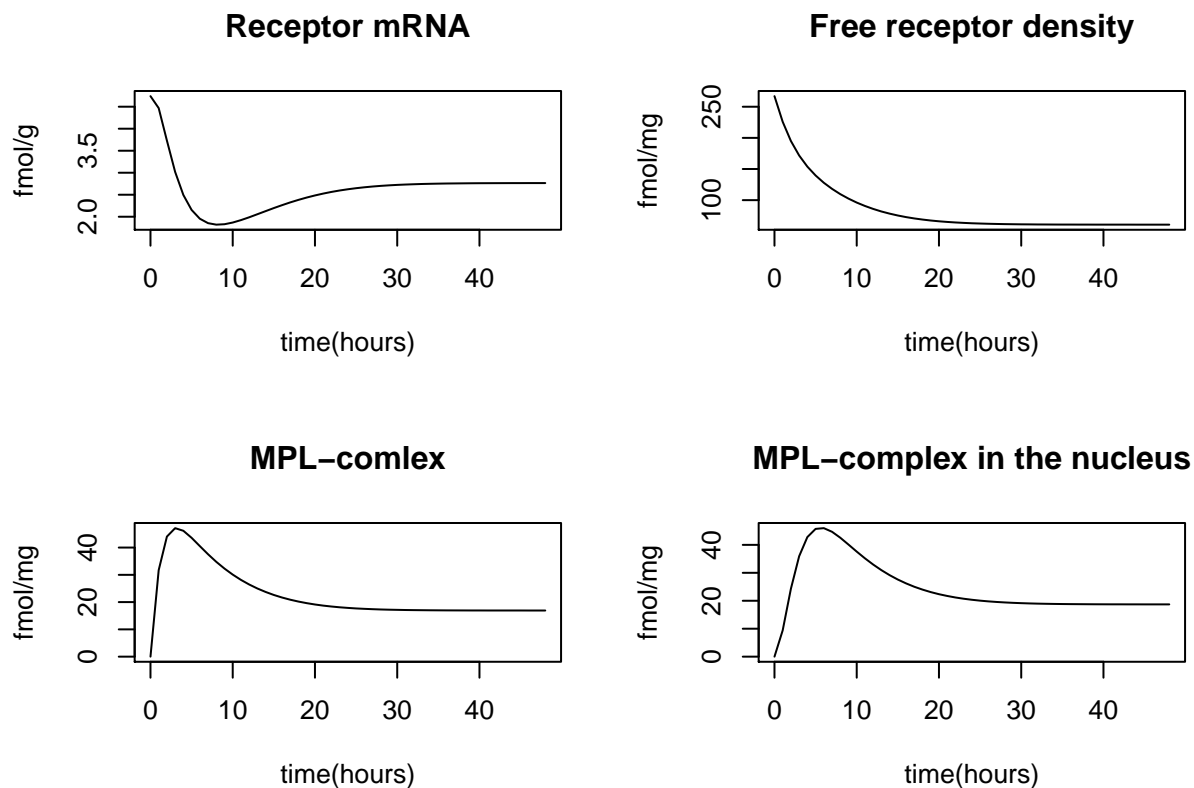 Receptor mRNA
fmol/g
3.5
2.0
0 10 20 30 40
time(hours)
Free receptor density
fmol/mg
250
100
0 10 20 30 40
time(hours)
MPL−comlex
fmol/mg
40
20
0
0 10 20 30 40
time(hours)
MPL−complex in the nucleus
fmol/mg
40
20
0
0 10 20 30 40
time(hours)